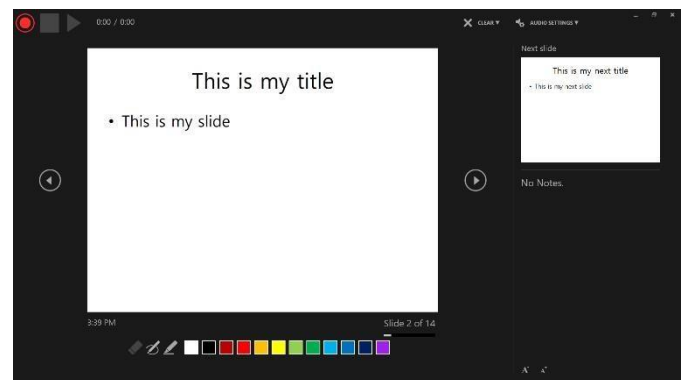 0:00 / 0:00
CLEAR
AUDIO SETTINGS
Next slide
This is my title
• This is my slide
This is my next title
• This is my next slide
No Notes.
3:39 PM
Slide 2 of 14
A A